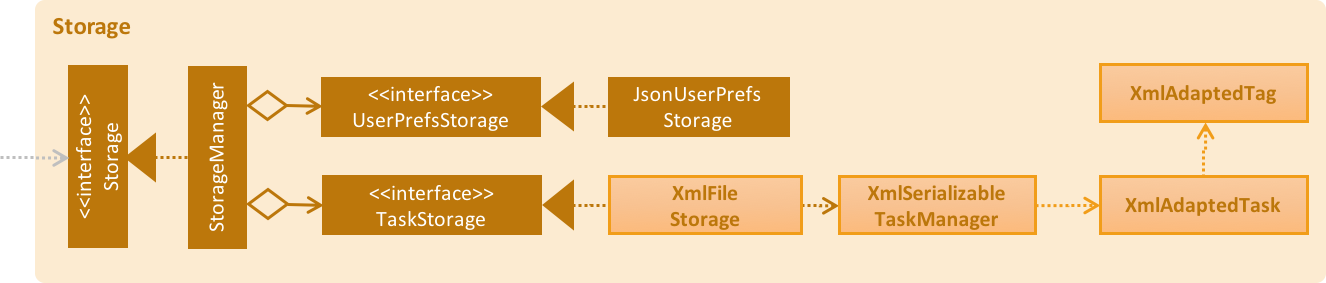 Storage
<<interface>>
Storage
StorageManager
<<interface>>
UserPrefsStorage
JsonUserPrefs
Storage
<<interface>>
TaskStorage
XmlFile
Storage
XmlSerializable
TaskManager
XmlAdaptedTag
XmlAdaptedTask